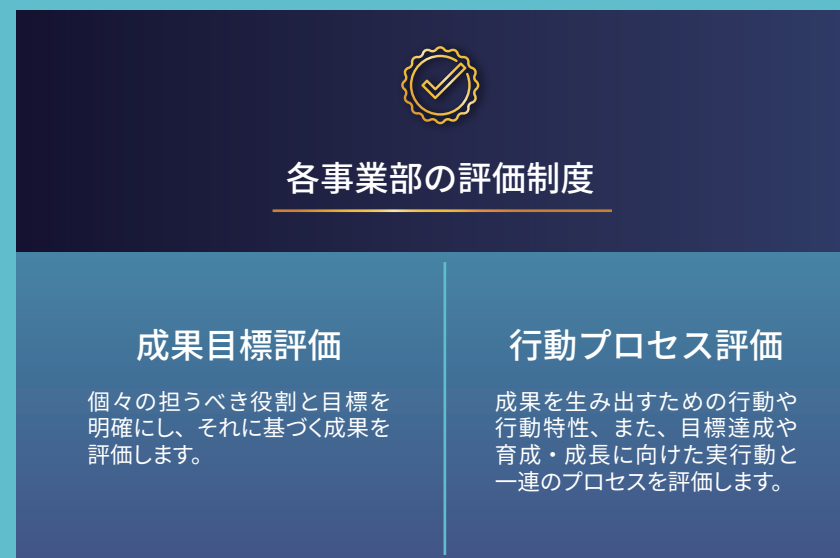 各事業部の評価制度
成果目標評価
個々の担うべき役割と目標を
明確にし、それに基づく成果を
評価します。
行動プロセス評価
成果を生み出すための行動や
行動特性、また、目標達成や
育成・成長に向けた実行動と
一連のプロセスを評価します。